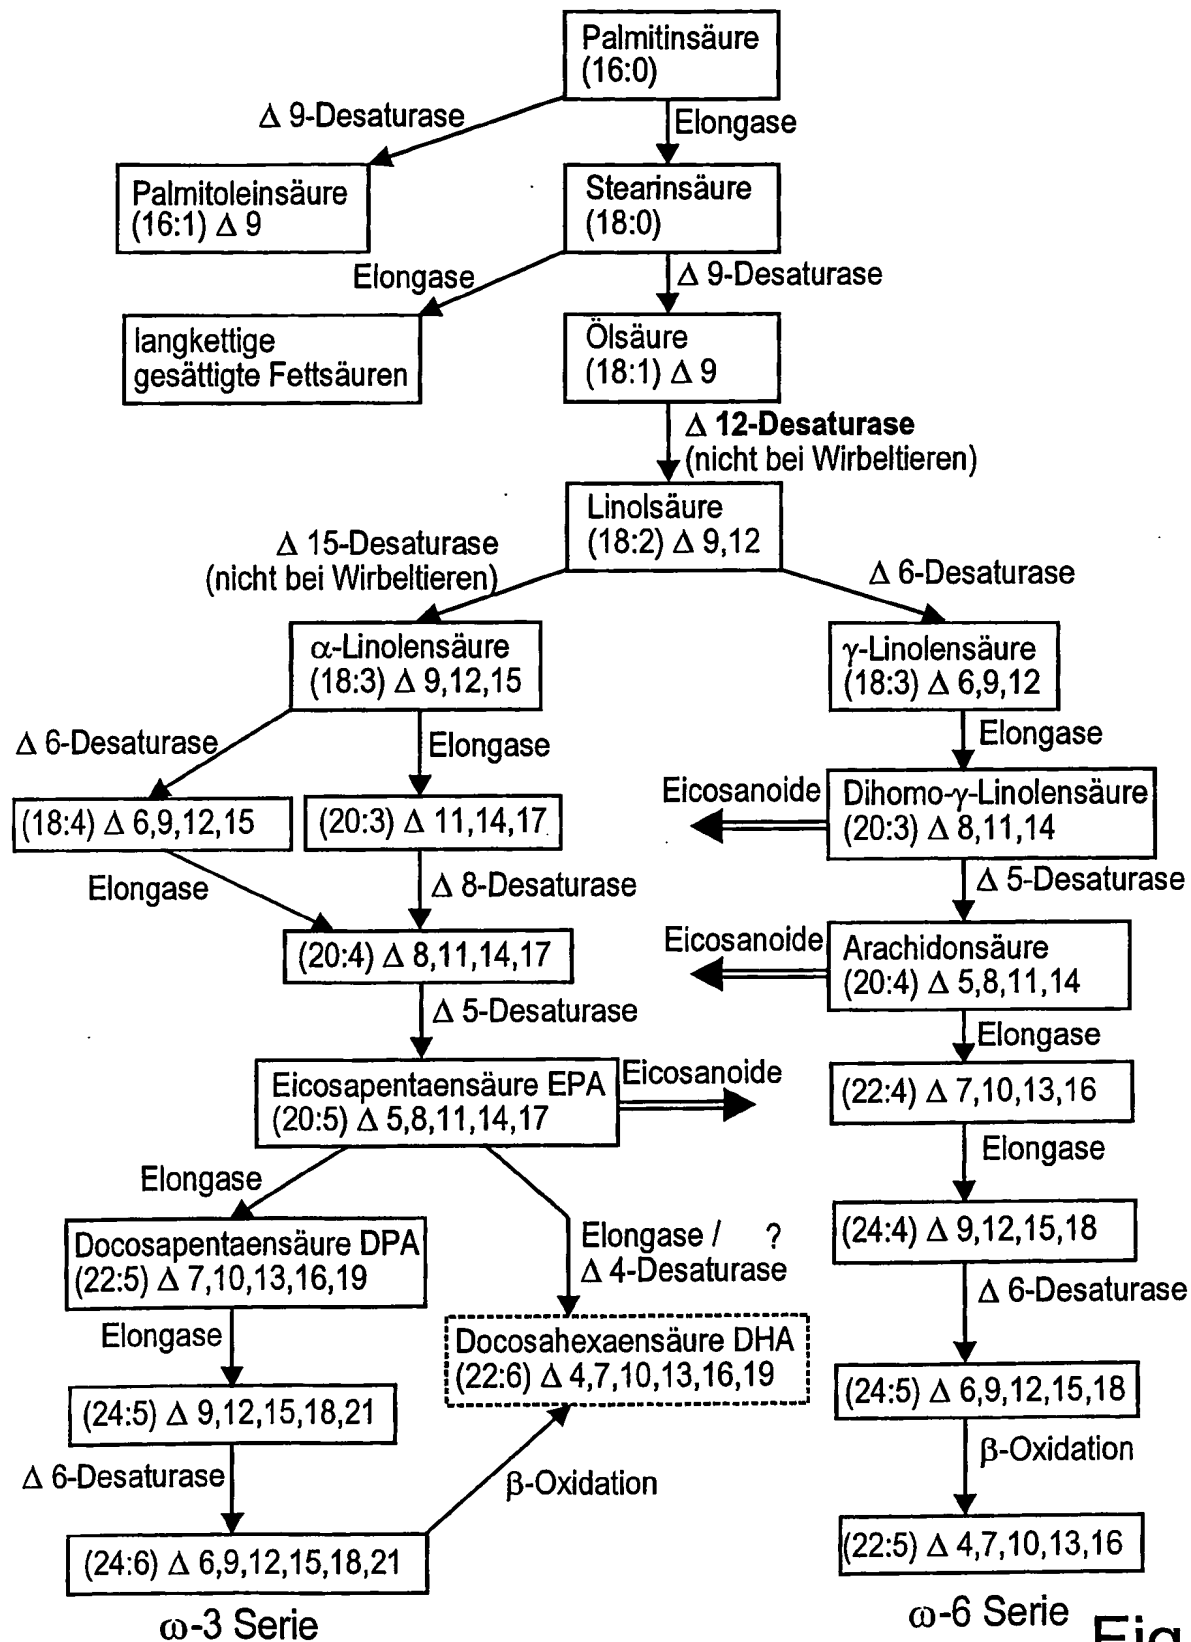 Palmitinsäure
(16:0)
Δ 9-Desaturase
Elongase
Palmitoleinsäure
(16:1) Δ 9
Stearinsäure
(18:0)
Elongase
Δ 9-Desaturase
langkettige
gesättigte Fettsäuren
Ölsäure
(18:1) Δ 9
Δ 12-Desaturase
(nicht bei Wirbeltieren)
Linolsäure
(18:2) Δ 9,12
Δ 15-Desaturase
(nicht bei Wirbeltieren)
Δ 6-Desaturase
α-Linolensäure
(18:3) Δ 9,12,15
γ-Linolensäure
(18:3) Δ 6,9,12
Δ 6-Desaturase
Elongase
Elongase
(18:4) Δ 6,9,12,15
(20:3) Δ 11,14,17
Eicosanoide
Dihomo-γ-Linolensäure
(20:3) Δ 8,11,14
Elongase
Δ 8-Desaturase
Δ 5-Desaturase
(20:4) Δ 8,11,14,17
Eicosanoide
Arachidonsäure
(20:4) Δ 5,8,11,14
Δ 5-Desaturase
Elongase
Eicosapentaensäure EPA
(20:5) Δ 5,8,11,14,17
Eicosanoide
(22:4) Δ 7,10,13,16
Elongase
Elongase / ?
Δ 4-Desaturase
Elongase
Docosapentaensäure DPA
(22:5) Δ 7,10,13,16,19
(24:4) Δ 9,12,15,18
Elongase
Docosahexaensäure DHA
(22:6) Δ 4,7,10,13,16,19
Δ 6-Desaturase
(24:5) Δ 9,12,15,18,21
(24:5) Δ 6,9,12,15,18
Δ 6-Desaturase
β-Oxidation
β-Oxidation
(24:6) Δ 6,9,12,15,18,21
(22:5) Δ 4,7,10,13,16
ω-3 Serie
ω-6 Serie
Fig